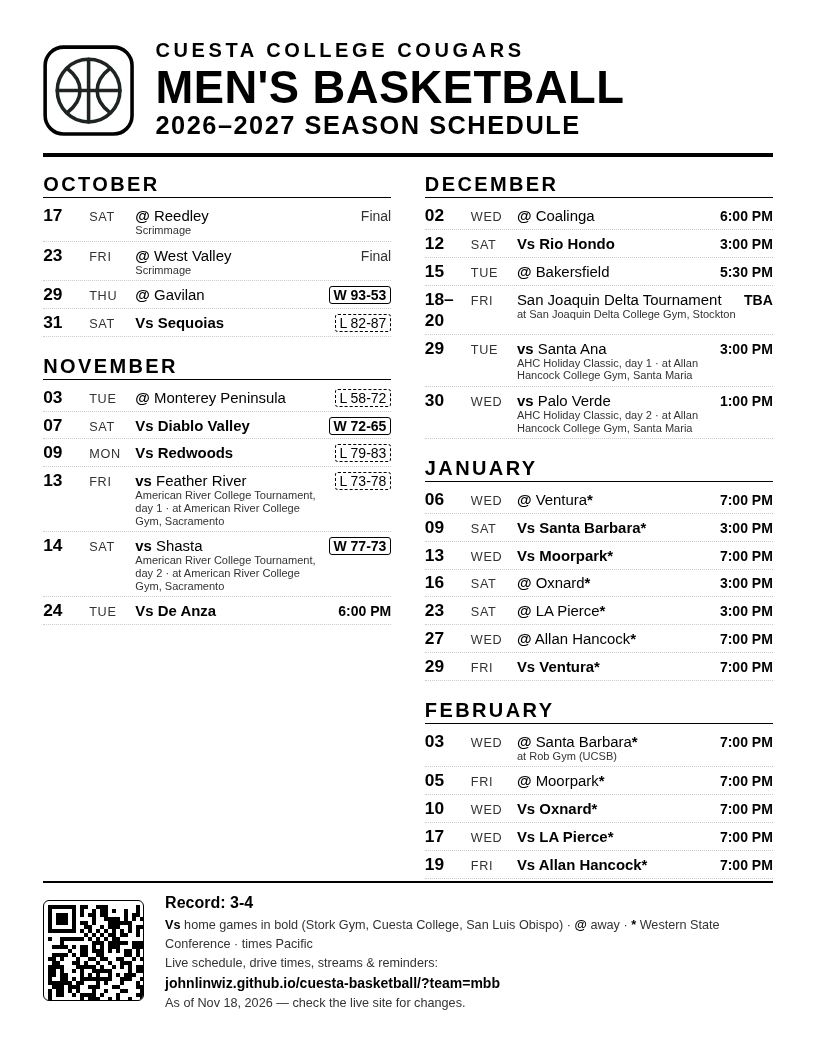 CUESTA COLLEGE COUGARS
MEN'S BASKETBALL
2026–2027 SEASON SCHEDULE
OCTOBER
17 SAT @ Reedley Final
Scrimmage
23 FRI @ West Valley Final
Scrimmage
29 THU @ Gavilan W 93-53
31 SAT Vs Sequoias L 82-87
NOVEMBER
03 TUE @ Monterey Peninsula L 58-72
07 SAT Vs Diablo Valley W 72-65
09 MON Vs Redwoods L 79-83
13 FRI vs Feather River L 73-78
American River College Tournament,
day 1 · at American River College
Gym, Sacramento
14 SAT vs Shasta W 77-73
American River College Tournament,
day 2 · at American River College
Gym, Sacramento
24 TUE Vs De Anza 6:00 PM
DECEMBER
02 WED @ Coalinga 6:00 PM
12 SAT Vs Rio Hondo 3:00 PM
15 TUE @ Bakersfield 5:30 PM
18– FRI San Joaquin Delta Tournament TBA
20 at San Joaquin Delta College Gym, Stockton
29 TUE vs Santa Ana 3:00 PM
AHC Holiday Classic, day 1 · at Allan
Hancock College Gym, Santa Maria
30 WED vs Palo Verde 1:00 PM
AHC Holiday Classic, day 2 · at Allan
Hancock College Gym, Santa Maria
JANUARY
06 WED @ Ventura* 7:00 PM
09 SAT Vs Santa Barbara* 3:00 PM
13 WED Vs Moorpark* 7:00 PM
16 SAT @ Oxnard* 3:00 PM
23 SAT @ LA Pierce* 3:00 PM
27 WED @ Allan Hancock* 7:00 PM
29 FRI Vs Ventura* 7:00 PM
FEBRUARY
03 WED @ Santa Barbara* 7:00 PM
at Rob Gym (UCSB)
05 FRI @ Moorpark* 7:00 PM
10 WED Vs Oxnard* 7:00 PM
17 WED Vs LA Pierce* 7:00 PM
19 FRI Vs Allan Hancock* 7:00 PM
Record: 3-4
Vs home games in bold (Stork Gym, Cuesta College, San Luis Obispo) · @ away · * Western State
Conference · times Pacific
Live schedule, drive times, streams & reminders:
johnlinwiz.github.io/cuesta-basketball/?team=mbb
As of Nov 18, 2026 — check the live site for changes.